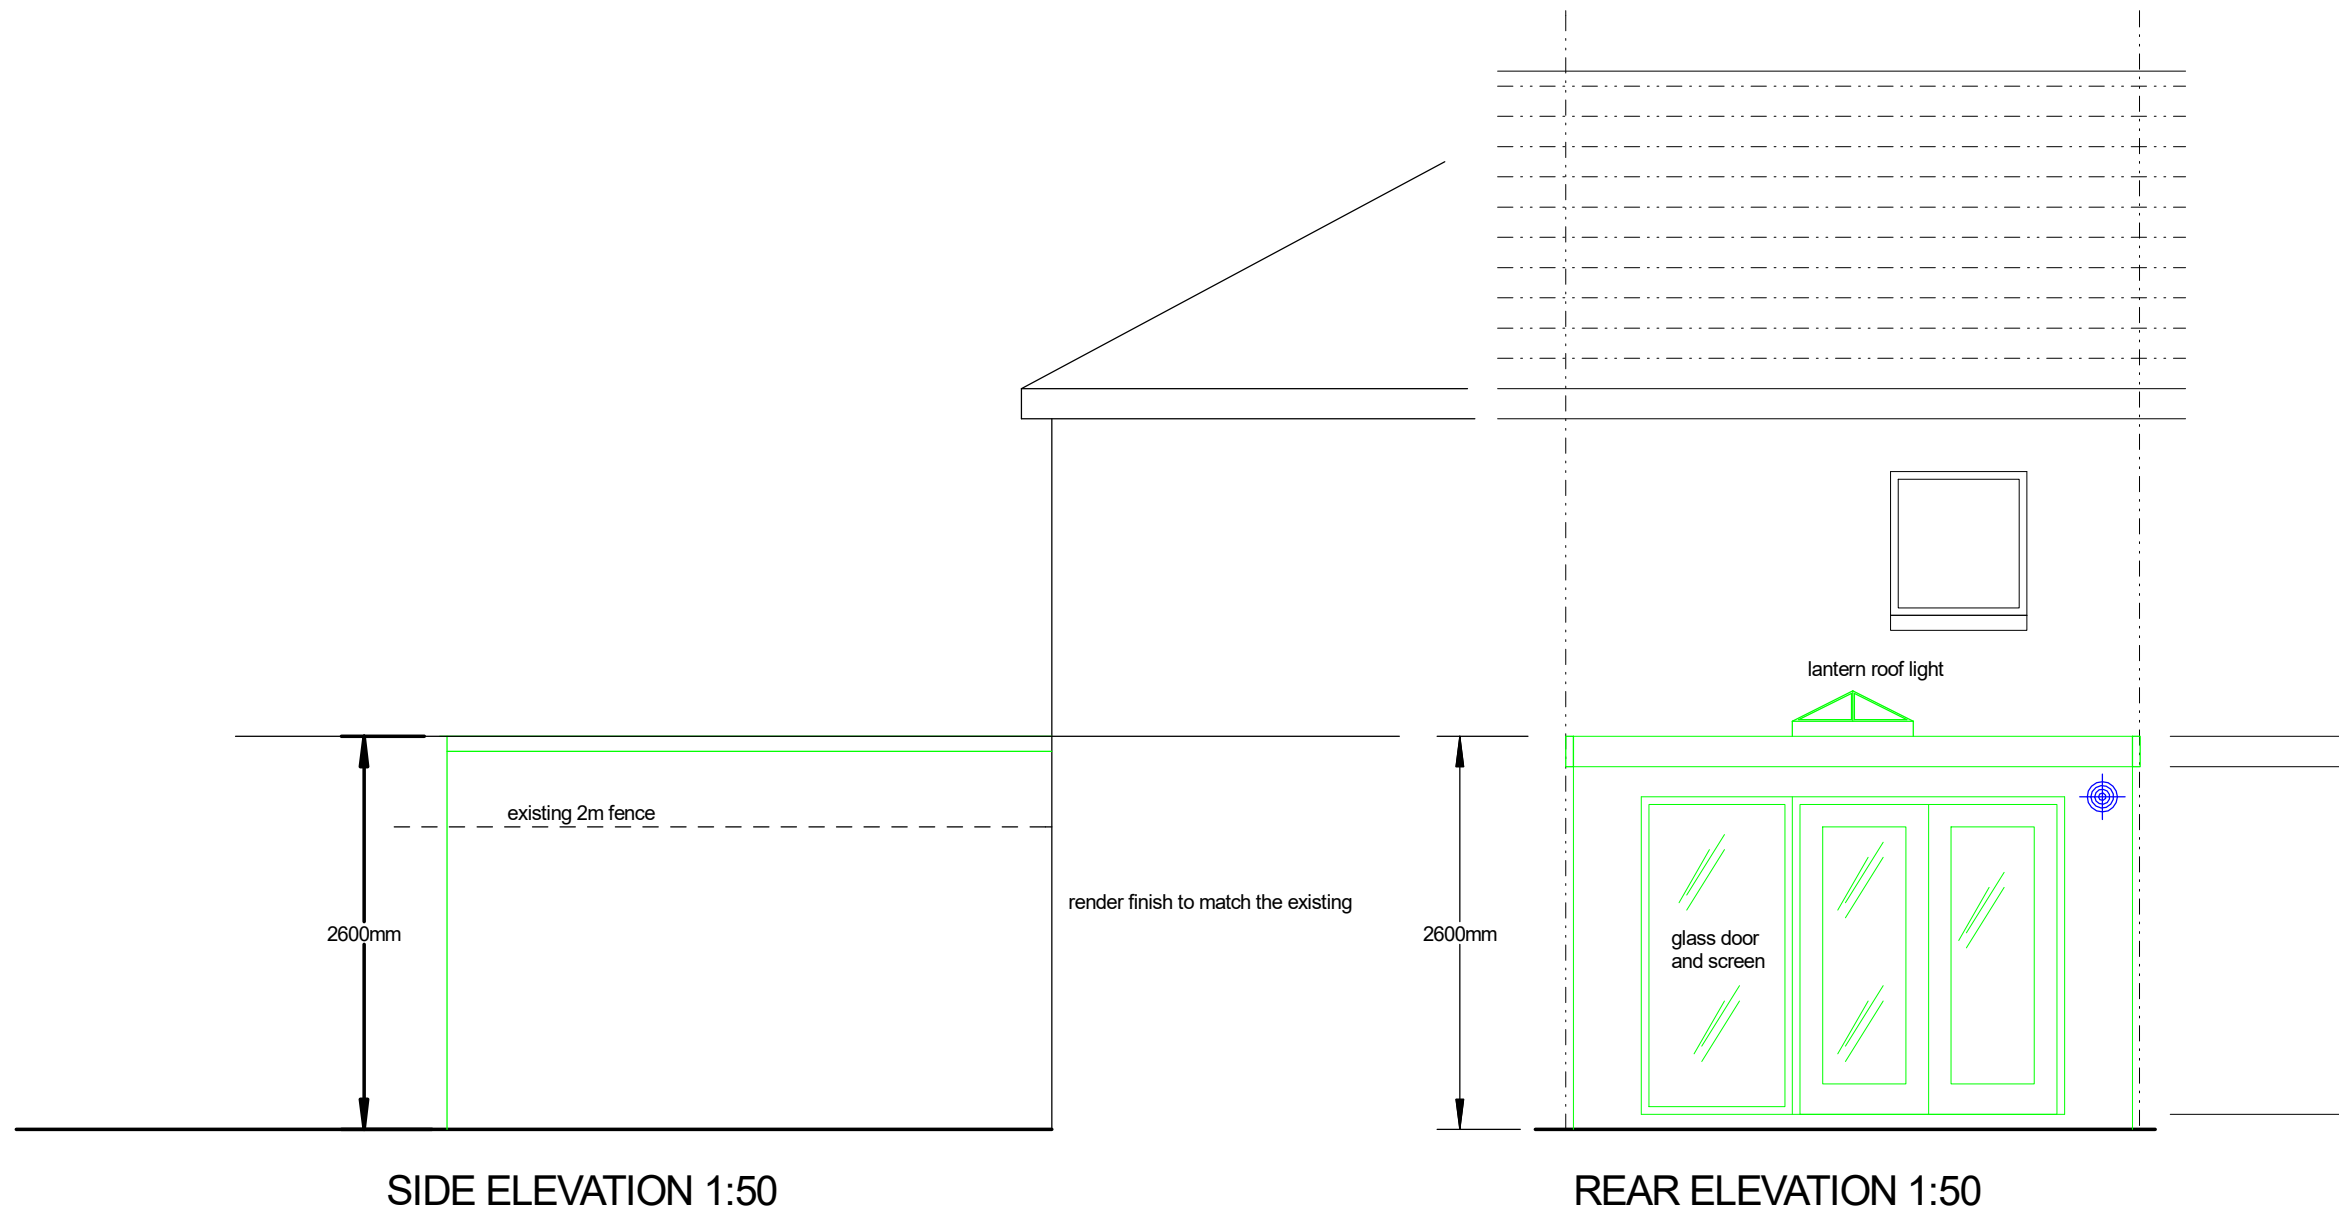 lantern roof light
existing 2m fence
render finish to match the existing
2600mm
2600mm
glass door
and screen
SIDE ELEVATION 1:50
REAR ELEVATION 1:50